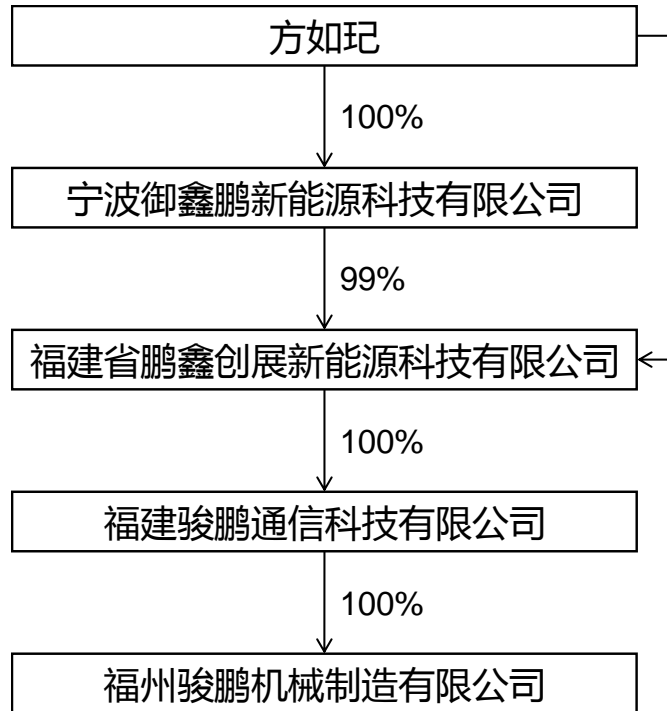 方如玘
100%
宁波御鑫鹏新能源科技有限公司
99%
福建省鹏鑫创展新能源科技有限公司
100%
福建骏鹏通信科技有限公司
100%
福州骏鹏机械制造有限公司